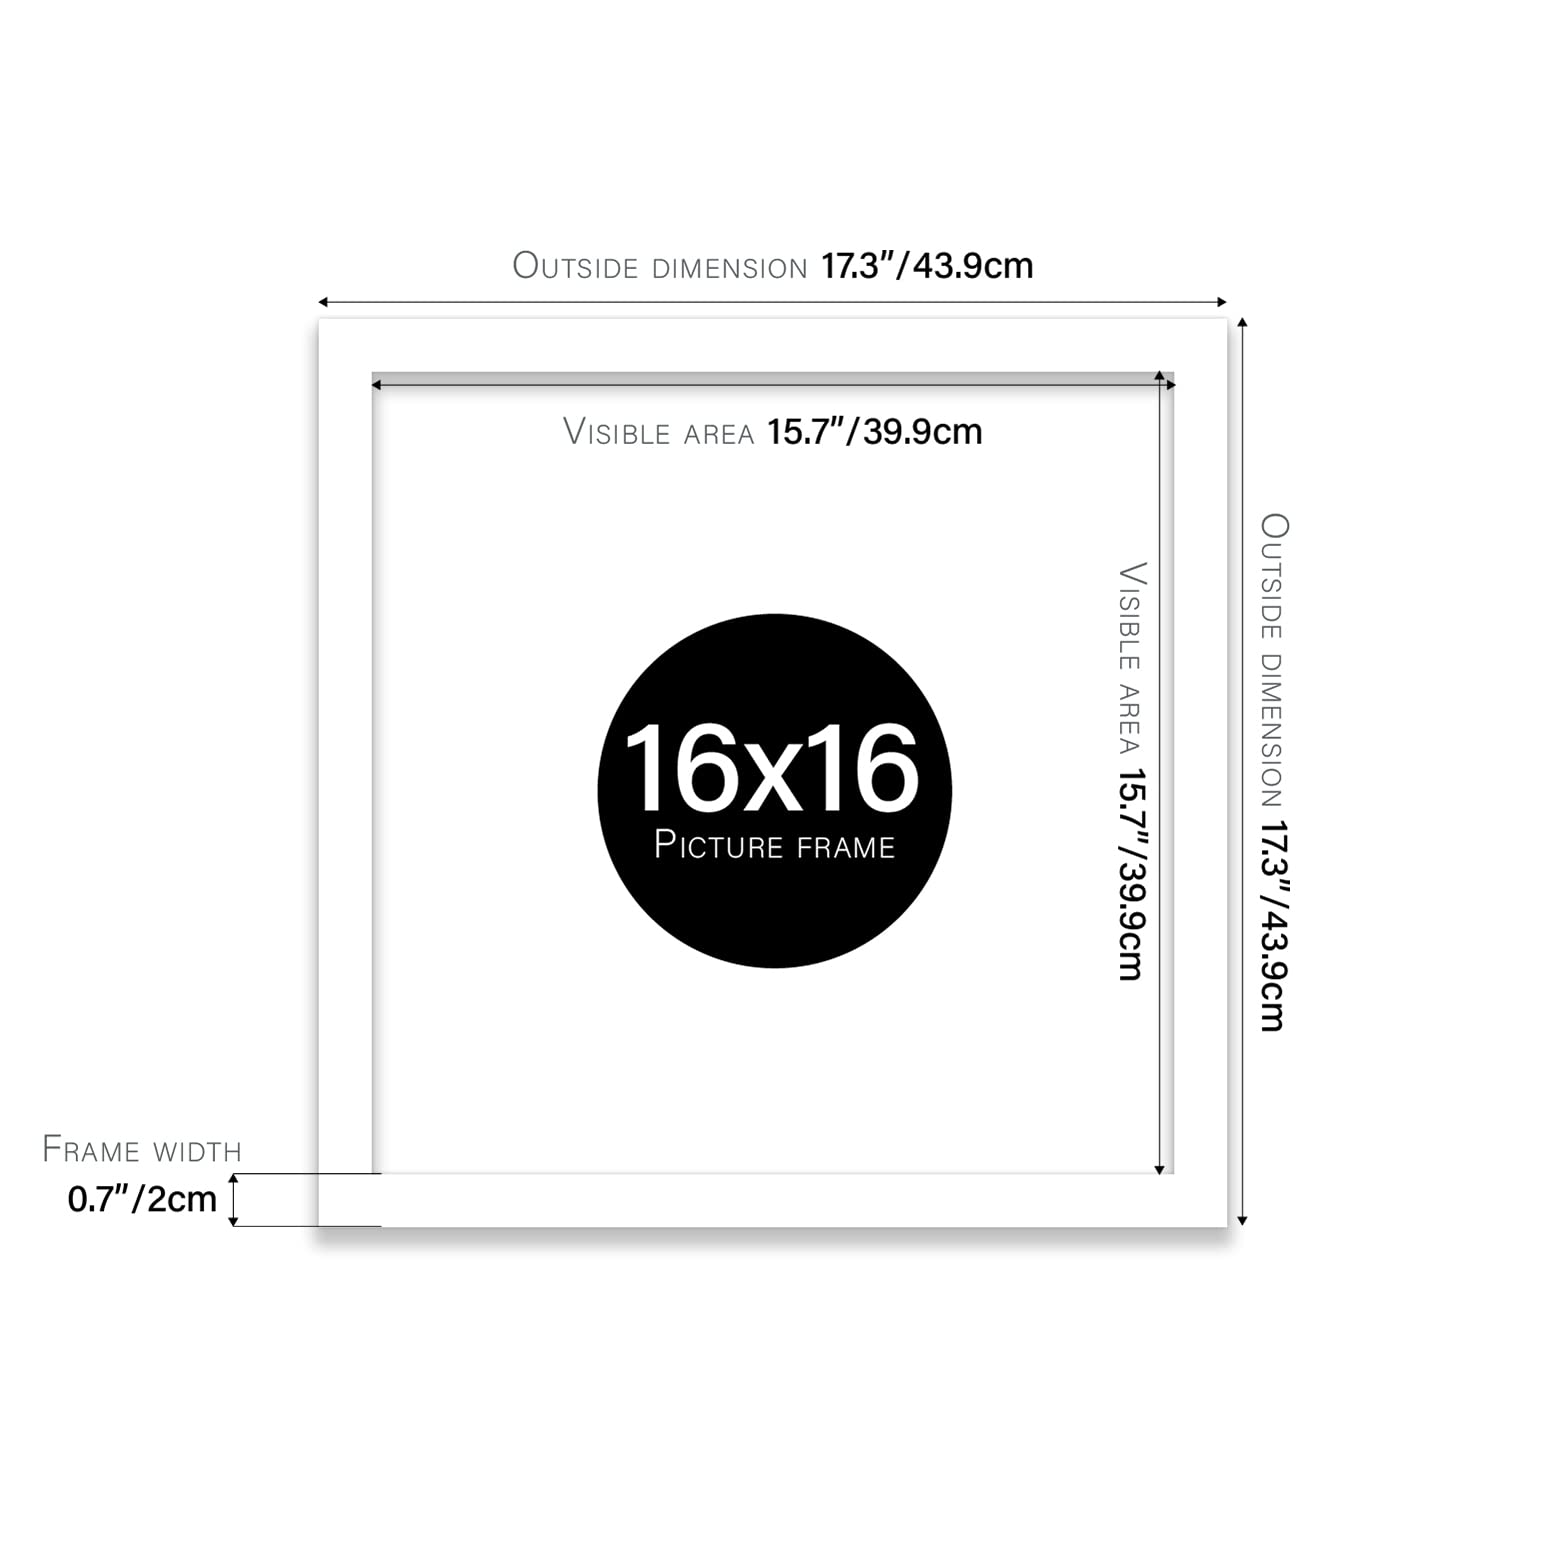 Outside dimension 17.3"/43.9cm
Visible area 15.7"/39.9cm
Visible area 15.7"/39.9cm
Outside dimension 17.3"/43.9cm
16x16
Picture frame
Frame width
0.7"/2cm